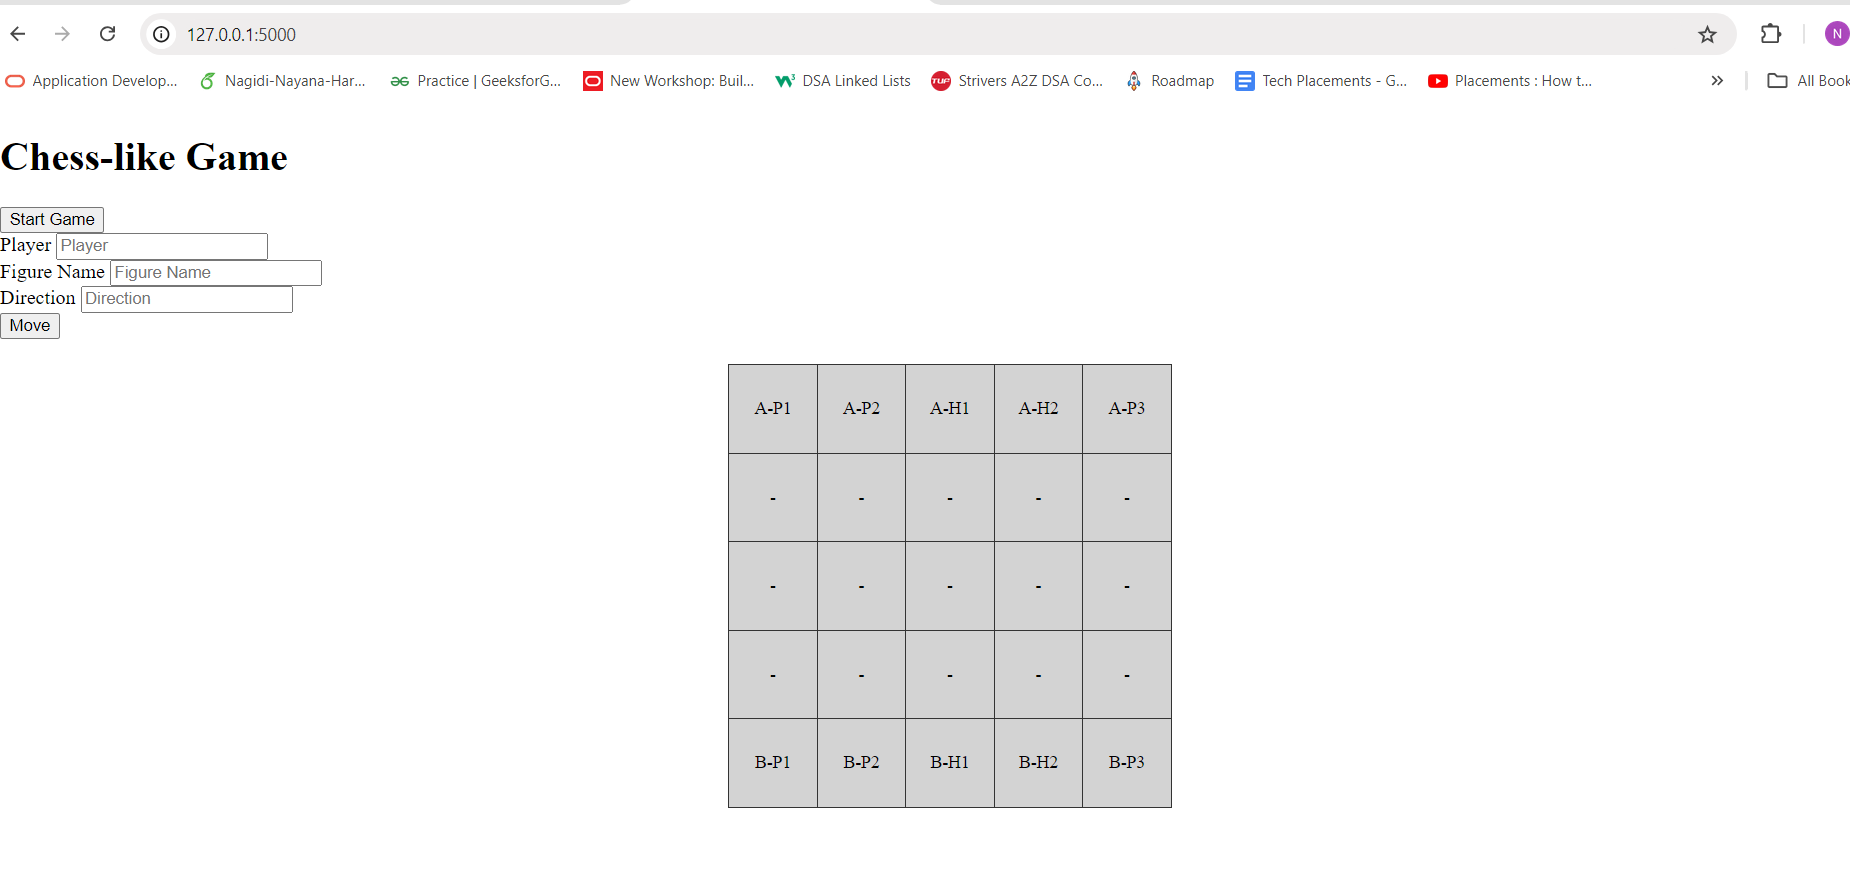 127.0.0.1:5000
N
Application Develop... Nagidi-Nayana-Har... Practice | GeeksforG... New Workshop: Buil... DSA Linked Lists TUF Strivers A2Z DSA Co... Roadmap Tech Placements - G... Placements : How t... » All Book
Chess-like Game
Start Game
Player Player
Figure Name Figure Name
Direction Direction
Move
A-P1 A-P2 A-H1 A-H2 A-P3
- - - - -
- - - - -
- - - - -
B-P1 B-P2 B-H1 B-H2 B-P3